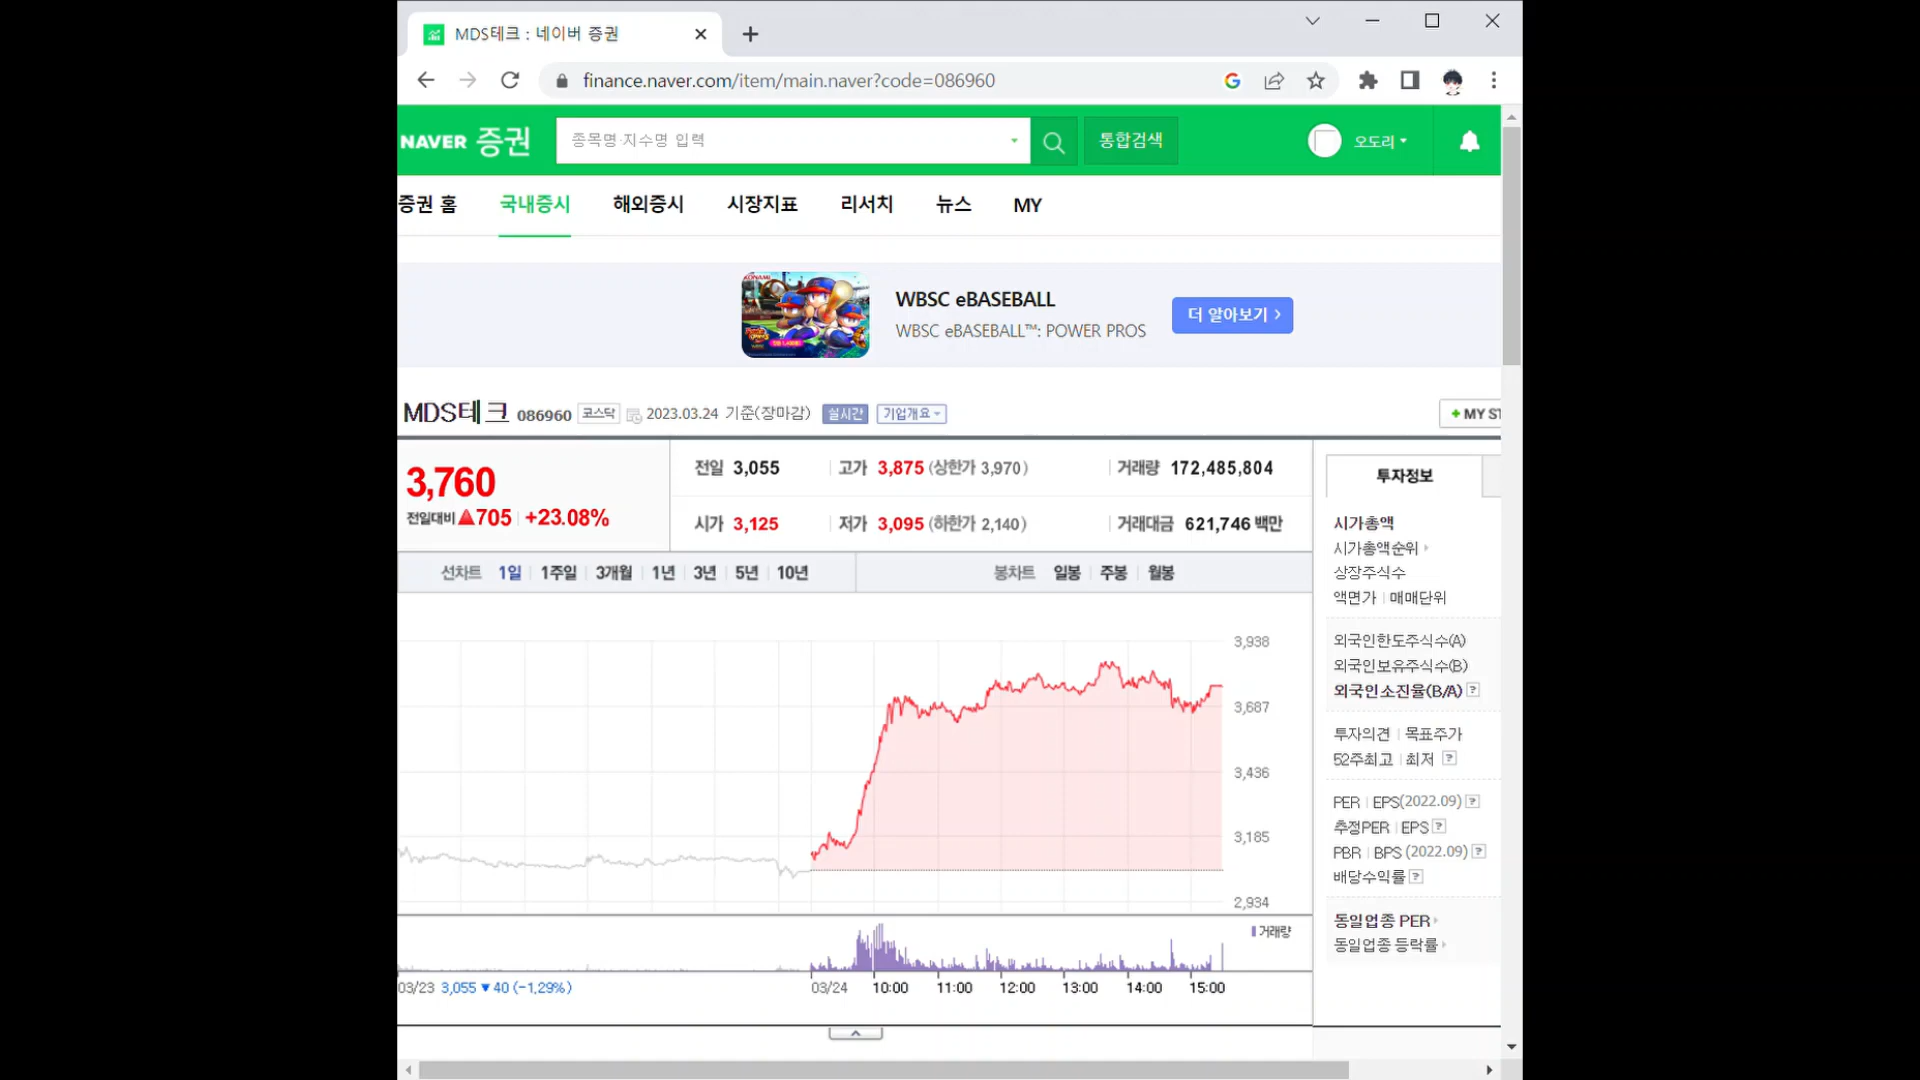 MDS테크 : 네이버 증권
finance.naver.com/item/main.naver?code=086960
NAVER 증권
종목명·지수명 입력
통합검색
오도리
증권 홈 국내증시 해외증시 시장지표 리서치 뉴스 MY
WBSC eBASEBALL
WBSC eBASEBALL™: POWER PROS
더 알아보기
MDS테크 086960 코스닥 2023.03.24 기준(장마감) 실시간 기업개요
+ MY ST
3,760
전일대비 ▲705 +23.08%
전일 3,055 고가 3,875 (상한가 3,970) 거래량 172,485,804
시가 3,125 저가 3,095 (하한가 2,140) 거래대금 621,746 백만
선차트 1일 1주일 3개월 1년 3년 5년 10년 봉차트 일봉 주봉 월봉
3,938
3,687
3,436
3,185
2,934
거래량
03/23 3,055 ▼ 40 (-1,29%)
03/24 10:00 11:00 12:00 13:00 14:00 15:00
투자정보
시가총액
시가총액순위
상장주식수
액면가 매매단위
외국인한도주식수(A)
외국인보유주식수(B)
외국인소진율(B/A) ?
투자의견 목표주가
52주최고 최저 ?
PER EPS(2022.09) ?
추정PER EPS ?
PBR BPS (2022.09) ?
배당수익률 ?
동일업종 PER
동일업종 등락률